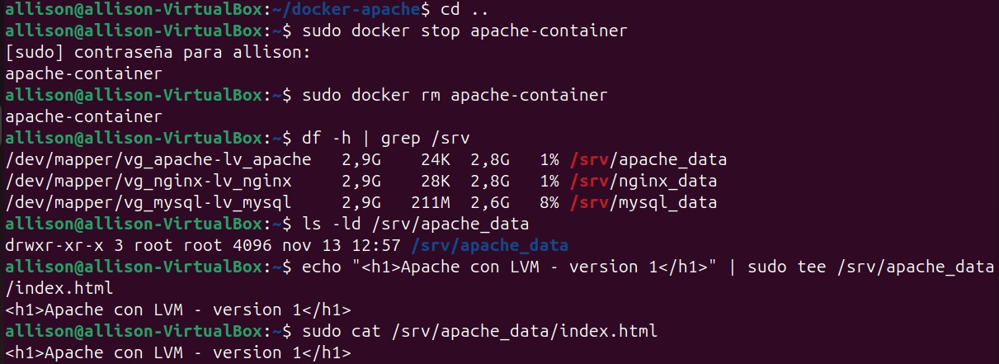 allison@allison-VirtualBox:~/docker-apache$ cd ..
allison@allison-VirtualBox:~$ sudo docker stop apache-container
[sudo] contraseña para allison:
apache-container
allison@allison-VirtualBox:~$ sudo docker rm apache-container
apache-container
allison@allison-VirtualBox:~$ df -h | grep /srv
/dev/mapper/vg_apache-lv_apache   2,9G    24K  2,8G   1% /srv/apache_data
/dev/mapper/vg_nginx-lv_nginx     2,9G    28K  2,8G   1% /srv/nginx_data
/dev/mapper/vg_mysql-lv_mysql     2,9G   211M  2,6G   8% /srv/mysql_data
allison@allison-VirtualBox:~$ ls -ld /srv/apache_data
drwxr-xr-x 3 root root 4096 nov 13 12:57 /srv/apache_data
allison@allison-VirtualBox:~$ echo "<h1>Apache con LVM - version 1</h1>" | sudo tee /srv/apache_data
/index.html
<h1>Apache con LVM - version 1</h1>
allison@allison-VirtualBox:~$ sudo cat /srv/apache_data/index.html
<h1>Apache con LVM - version 1</h1>